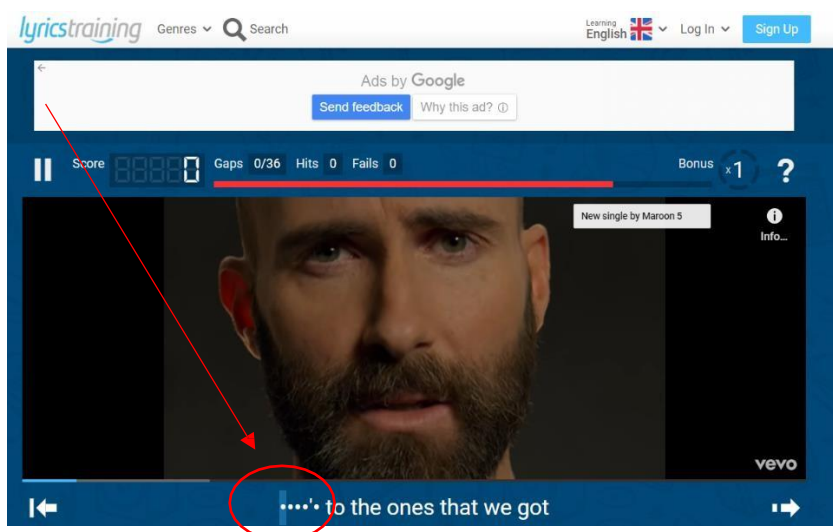 lyricstraining Genres Search Learning English Log In Sign Up
Ads by Google
Send feedback Why this ad?
Score 0 Gaps 0/36 Hits 0 Fails 0 Bonus x1 ?
New single by Maroon 5
Info...
vevo
••••'• to the ones that we got